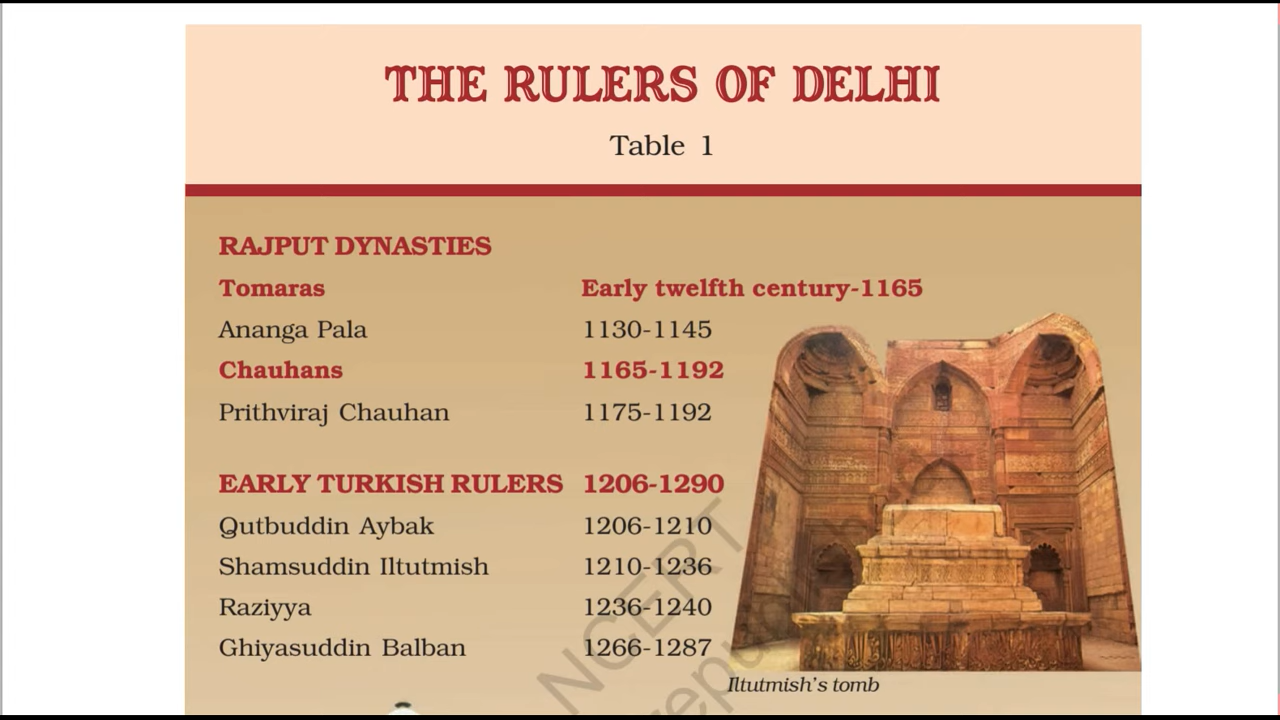 THE RULERS OF DELHI
Table 1
RAJPUT DYNASTIES
Tomaras Early twelfth century-1165
Ananga Pala 1130-1145
Chauhans 1165-1192
Prithviraj Chauhan 1175-1192
EARLY TURKISH RULERS 1206-1290
Qutbuddin Aybak 1206-1210
Shamsuddin Iltutmish 1210-1236
Raziyya 1236-1240
Ghiyasuddin Balban 1266-1287
Iltutmish's tomb
NCERT